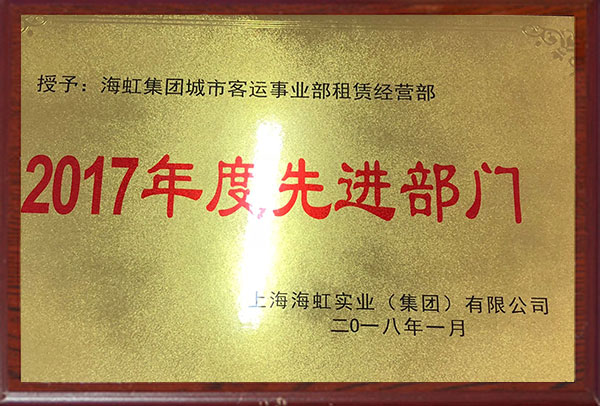 授予：海虹集团城市客运事业部租赁经营部
2017年度先进部门
上海海虹实业（集团）有限公司
二0一八年一月